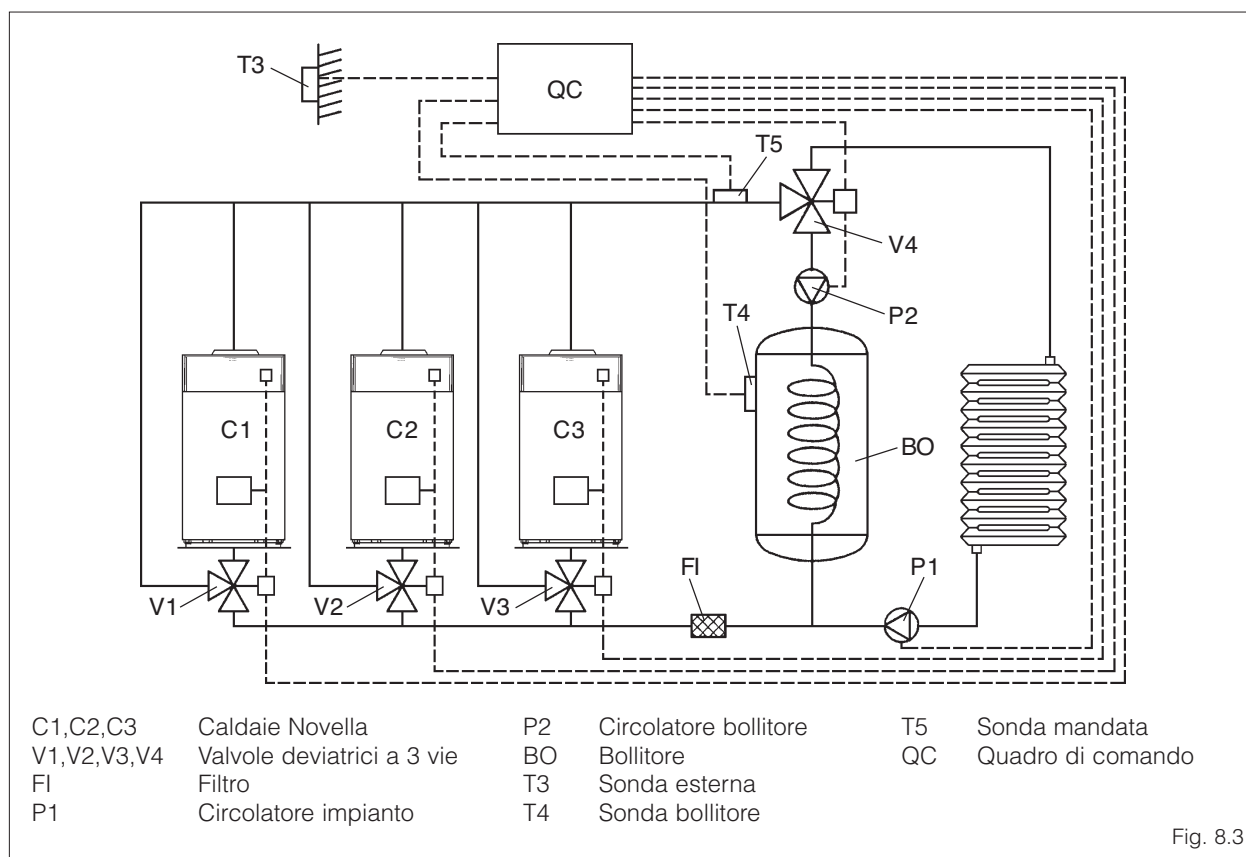 T3
QC
T5
V4
P2
T4
C1
C2
C3
BO
FI
P1
V1
V2
V3
C1,C2,C3 Caldaie Novella
V1,V2,V3,V4 Valvole deviatrici a 3 vie
FI Filtro
P1 Circolatore impianto
P2 Circolatore bollitore
BO Bollitore
T3 Sonda esterna
T4 Sonda bollitore
T5 Sonda mandata
QC Quadro di comando
Fig. 8.3